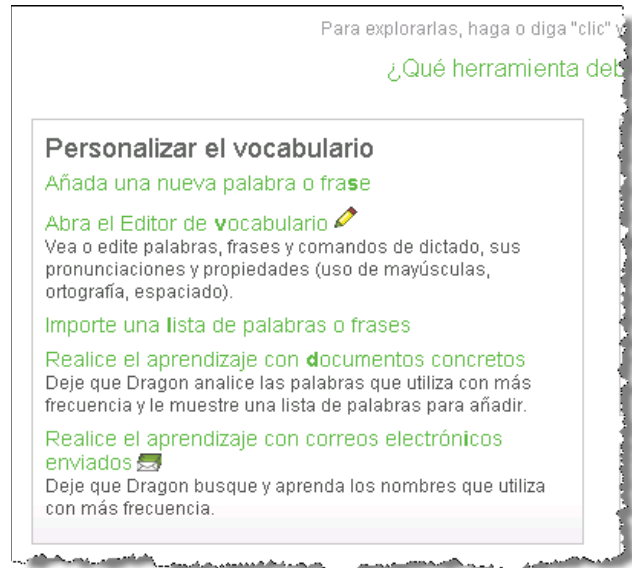 Para explorarlas, haga o diga "clic" y
¿Qué herramienta deb
Personalizar el vocabulario
Añada una nueva palabra o frase
Abra el Editor de vocabulario
Vea o edite palabras, frases y comandos de dictado, sus
pronunciaciones y propiedades (uso de mayúsculas,
ortografía, espaciado).
Importe una lista de palabras o frases
Realice el aprendizaje con documentos concretos
Deje que Dragon analice las palabras que utiliza con más
frecuencia y le muestre una lista de palabras para añadir.
Realice el aprendizaje con correos electrónicos
enviados
Deje que Dragon busque y aprenda los nombres que utiliza
con más frecuencia.